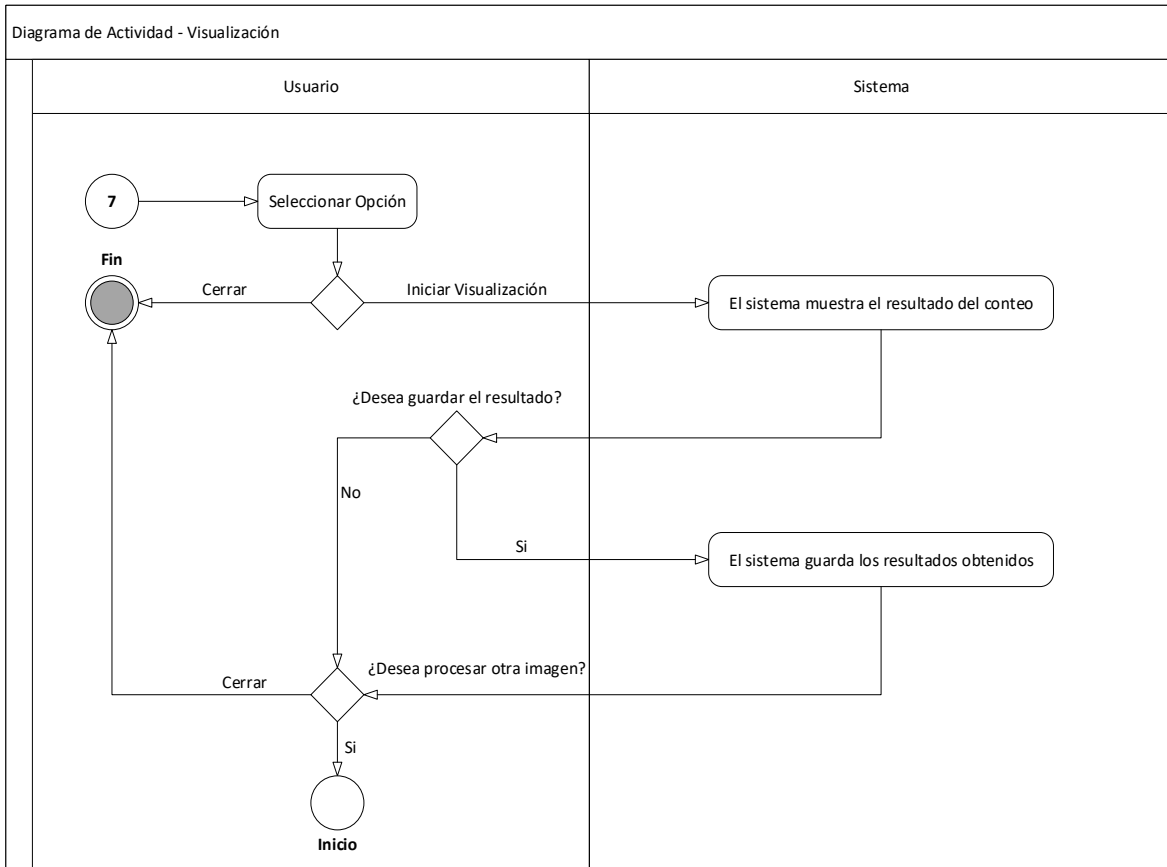 Diagrama de Actividad - Visualización
Usuario
Sistema
7
Seleccionar Opción
Fin
Cerrar
Iniciar Visualización
El sistema muestra el resultado del conteo
¿Desea guardar el resultado?
No
Si
El sistema guarda los resultados obtenidos
¿Desea procesar otra imagen?
Cerrar
Si
Inicio